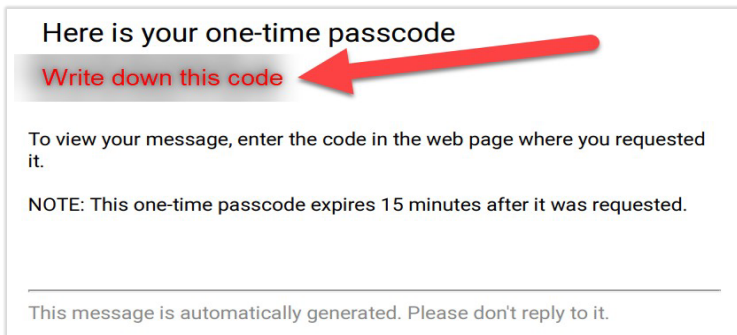 Here is your one-time passcode
Write down this code
To view your message, enter the code in the web page where you requested
it.
NOTE: This one-time passcode expires 15 minutes after it was requested.
This message is automatically generated. Please don't reply to it.